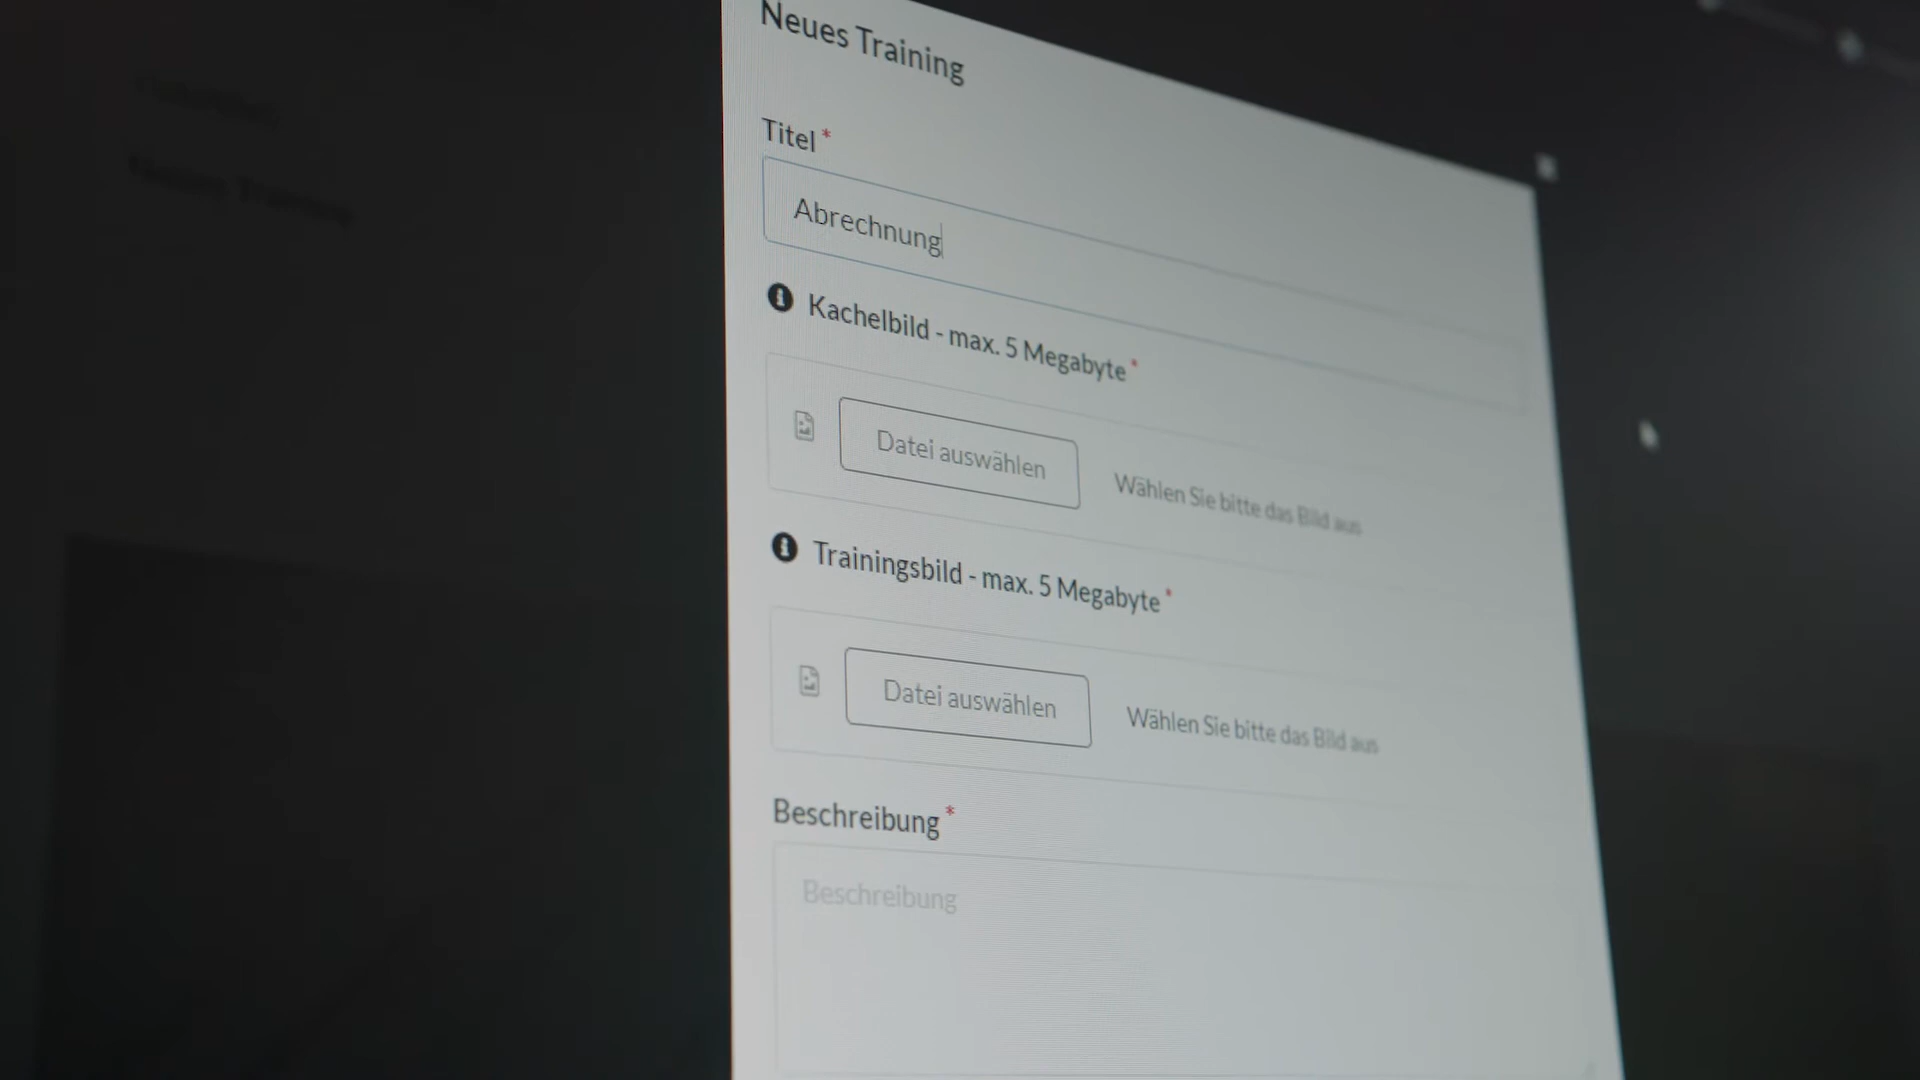 Neues Training
Titel *
Abrechnung
Kachelbild - max. 5 Megabyte *
Datei auswählen
Wählen Sie bitte das Bild aus
Trainingsbild - max. 5 Megabyte *
Datei auswählen
Wählen Sie bitte das Bild aus
Beschreibung *
Beschreibung